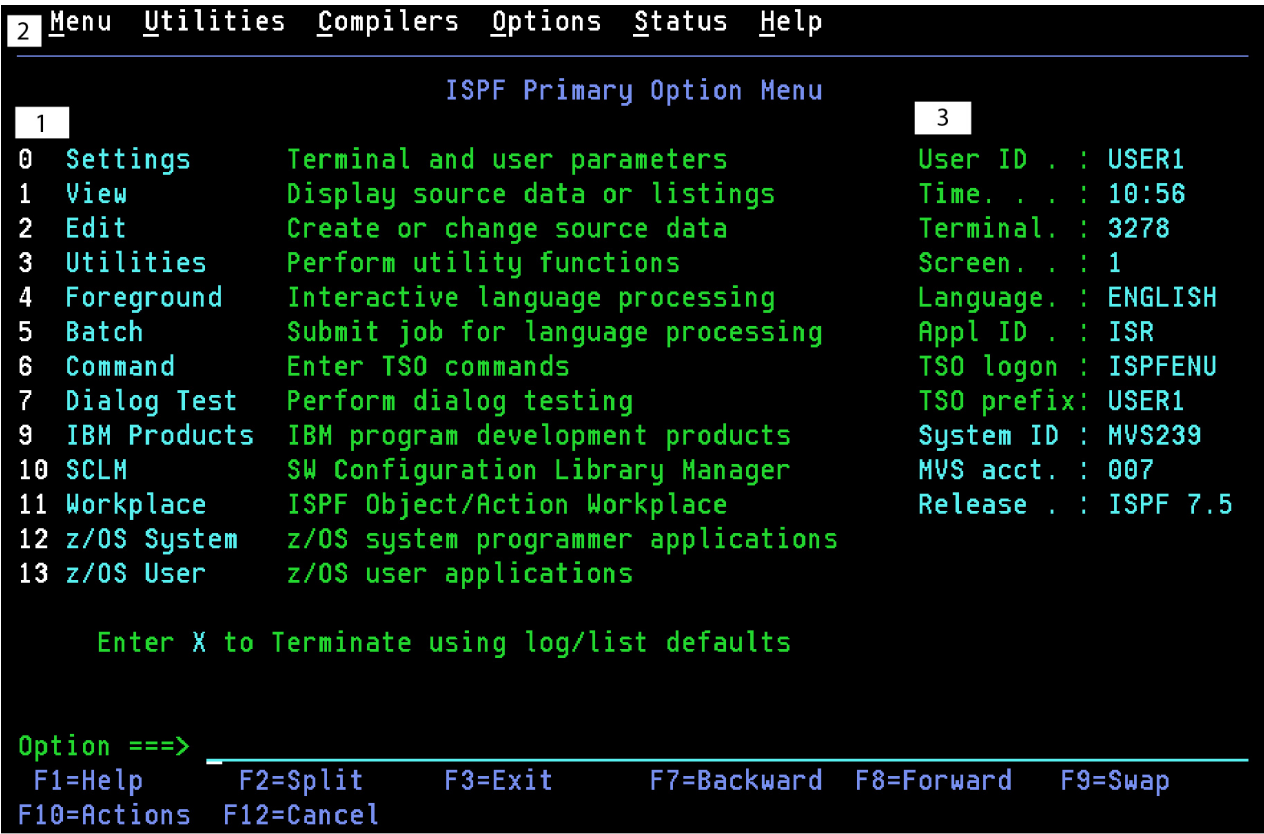 2 Menu Utilities Compilers Options Status Help
ISPF Primary Option Menu
1 3
0 Settings Terminal and user parameters User ID . : USER1
1 View Display source data or listings Time. . . : 10:56
2 Edit Create or change source data Terminal. : 3278
3 Utilities Perform utility functions Screen. . : 1
4 Foreground Interactive language processing Language. : ENGLISH
5 Batch Submit job for language processing Appl ID . : ISR
6 Command Enter TSO commands TSO logon : ISPFENU
7 Dialog Test Perform dialog testing TSO prefix: USER1
9 IBM Products IBM program development products System ID : MVS239
10 SCLM SW Configuration Library Manager MVS acct. : 007
11 Workplace ISPF Object/Action Workplace Release . : ISPF 7.5
12 z/OS System z/OS system programmer applications
13 z/OS User z/OS user applications
Enter X to Terminate using log/list defaults
Option ===>
F1=Help F2=Split F3=Exit F7=Backward F8=Forward F9=Swap
F10=Actions F12=Cancel